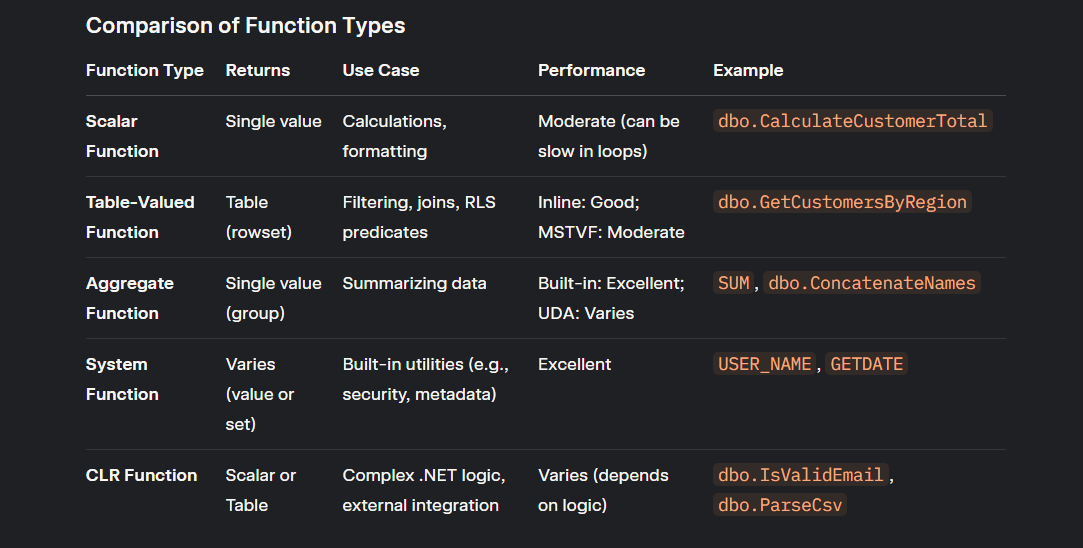 Comparison of Function Types
Function Type Returns Use Case Performance Example
Scalar Single value Calculations, Moderate (can be dbo.CalculateCustomerTotal
Function formatting slow in loops)
Table-Valued Table Filtering, joins, RLS Inline: Good; dbo.GetCustomersByRegion
Function (rowset) predicates MSTVF: Moderate
Aggregate Single value Summarizing data Built-in: Excellent; SUM, dbo.ConcatenateNames
Function (group) UDA: Varies
System Varies Built-in utilities (e.g., Excellent USER_NAME, GETDATE
Function (value or security, metadata)
set)
CLR Function Scalar or Complex .NET logic, Varies (depends dbo.IsValidEmail,
Table external integration on logic) dbo.ParseCsv